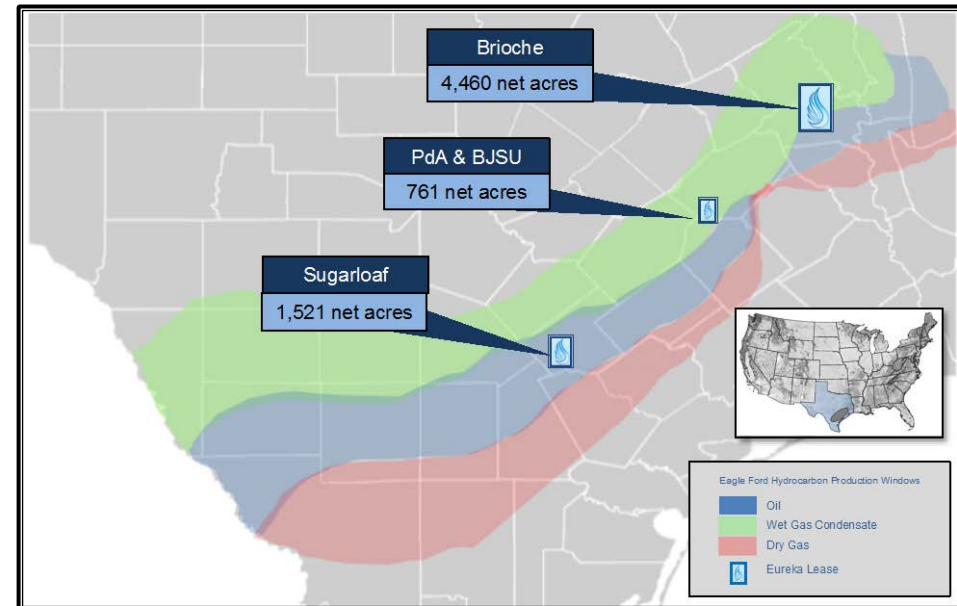 Brioche
4,460 net acres
PdA & BJSU
761 net acres
Sugarloaf
1,521 net acres
Eagle Ford Hydrocarbon Production Windows
Oil
Wet Gas Condensate
Dry Gas
Eureka Lease